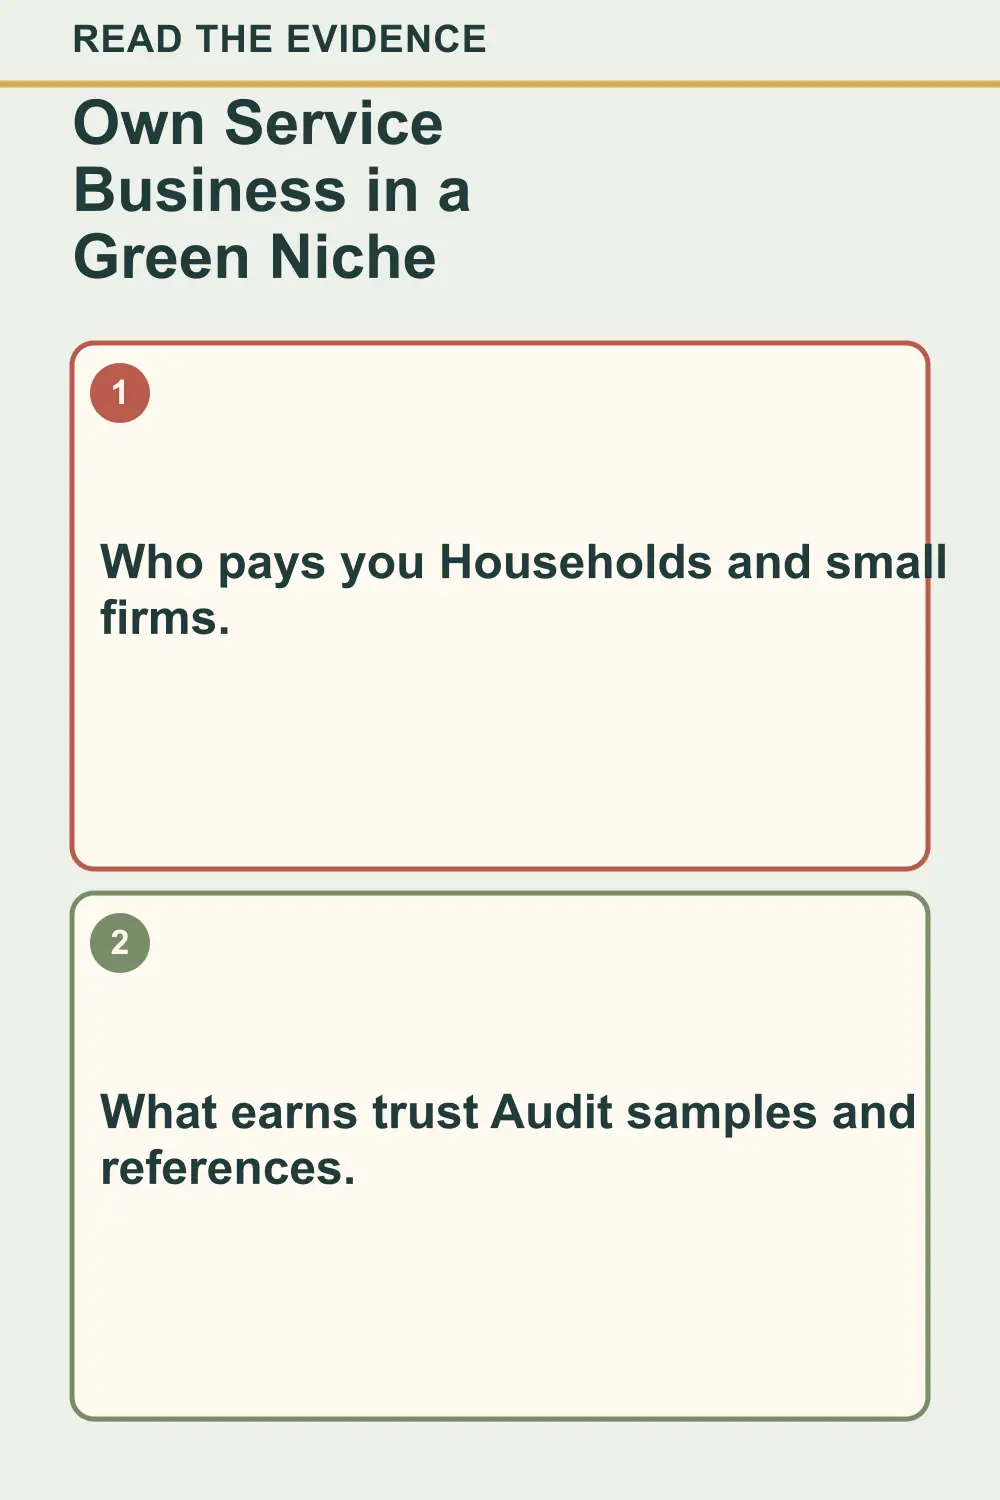 READ THE EVIDENCE
Own Service
Business in a
Green Niche
1
Who pays you Households and small
firms.
2
What earns trust Audit samples and
references.